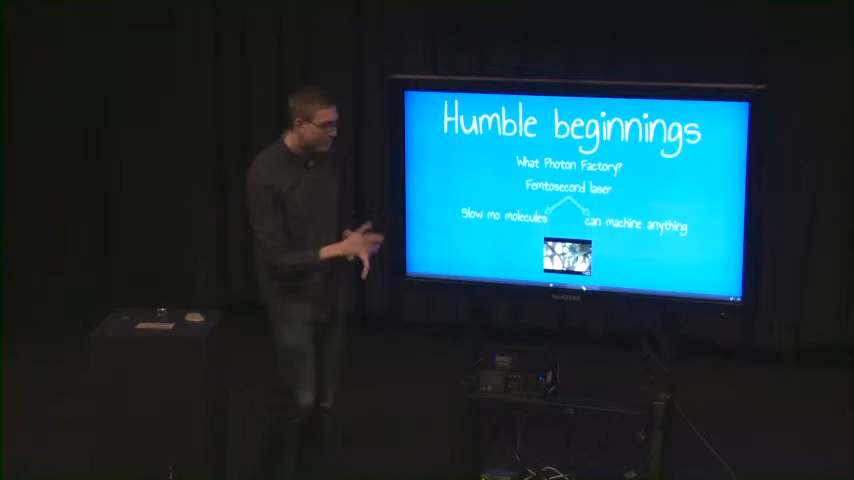 Humble beginnings
What Photon Factory?
Femtosecond laser
Slow mo molecules
can machine anything
SAMSUNG